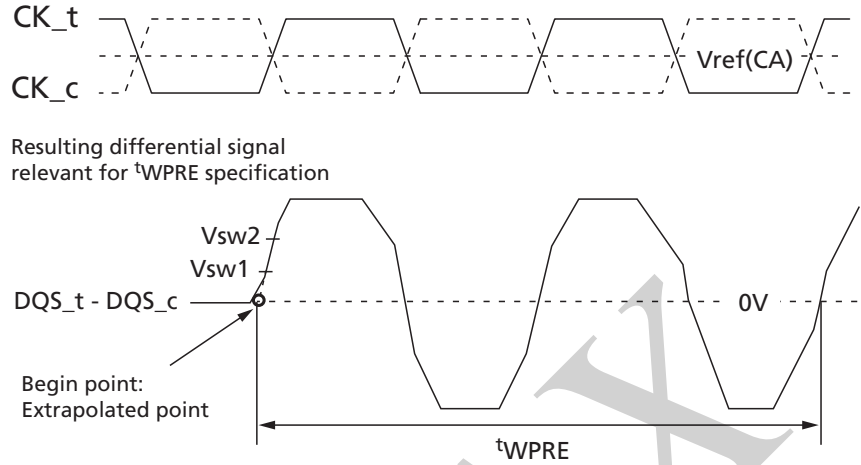 CK_t
Vref(CA)
CK_c
Resulting differential signal
relevant for tWPRE specification
Vsw2
Vsw1
DQS_t - DQS_c
0V
Begin point:
Extrapolated point
tWPRE